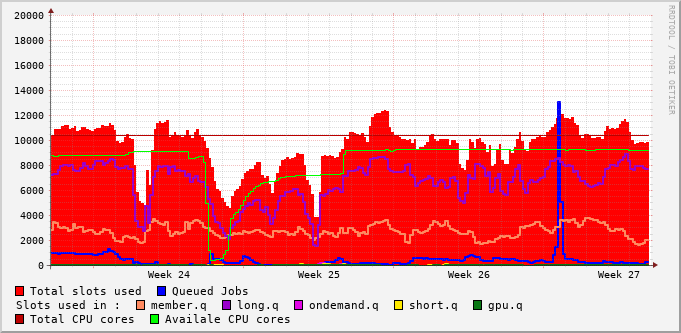 20000
18000
16000
14000
12000
10000
8000
6000
4000
2000
0
Week 24 Week 25 Week 26 Week 27
RRDTOOL / TOBI OETIKER
Total slots used Queued Jobs
Slots used in : member.q long.q ondemand.q short.q gpu.q
Total CPU cores Availale CPU cores